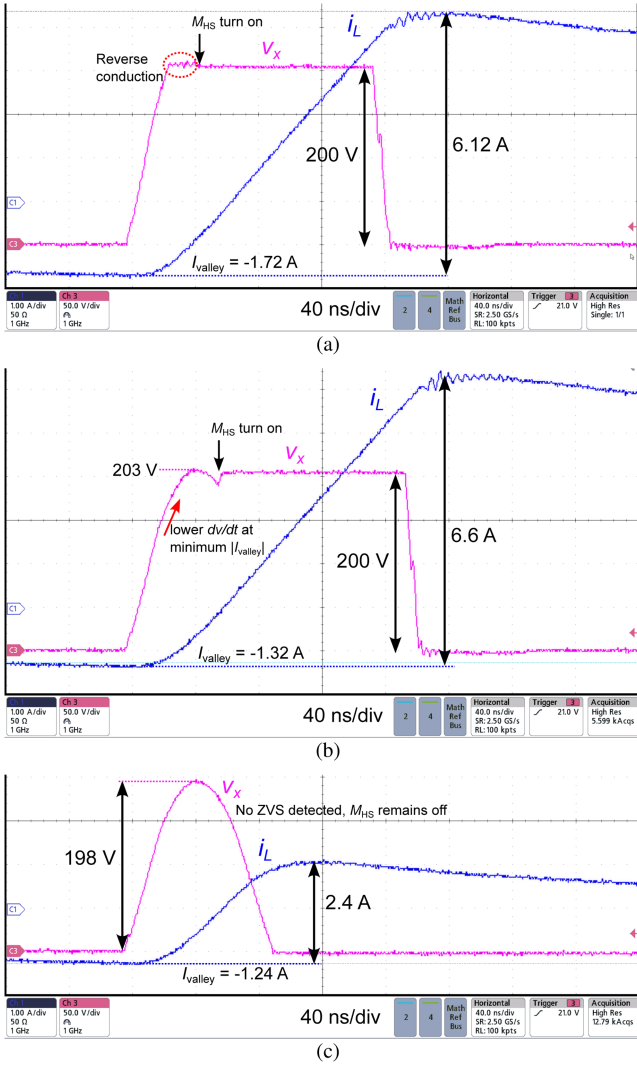 M_HS turn on
i_L
v_x
Reverse
conduction
200 V
6.12 A
C1
C3
I_valley = -1.72 A
1.00 A/div
50 Ω
1 GHz
Ch 3
50.0 V/div
1 GHz
40 ns/div
2
4
Math
Ref
Bus
Horizontal
40.0 ns/div
SR: 2.50 GS/s
RL: 100 kpts
Trigger 3
21.0 V
Acquisition
High Res
Single: 1/1
(a)
i_L
M_HS turn on
v_x
203 V
lower dv/dt at
minimum |I_valley|
200 V
6.6 A
C1
C3
I_valley = -1.32 A
1.00 A/div
50 Ω
1 GHz
Ch 3
50.0 V/div
1 GHz
40 ns/div
2
4
Math
Ref
Bus
Horizontal
40.0 ns/div
SR: 2.50 GS/s
RL: 100 kpts
Trigger 3
21.0 V
Acquisition
High Res
5.599 kAcqs
(b)
v_x
No ZVS detected, M_HS remains off
198 V
i_L
2.4 A
C1
C3
I_valley = -1.24 A
1.00 A/div
50 Ω
1 GHz
Ch 3
50.0 V/div
1 GHz
40 ns/div
2
4
Math
Ref
Bus
Horizontal
40.0 ns/div
SR: 2.50 GS/s
RL: 100 kpts
Trigger 3
21.0 V
Acquisition
High Res
12.79 kAcqs
(c)